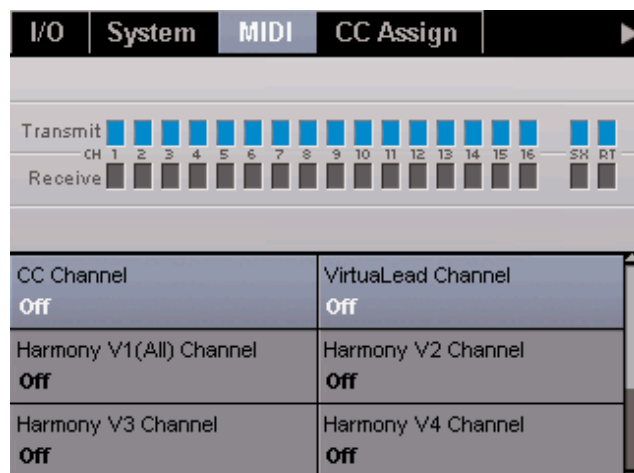 I/O System MIDI CC Assign
Transmit
CH 1 2 3 4 5 6 7 8 9 10 11 12 13 14 15 16 SX RT
Receive
CC Channel VirtuaLead Channel
Off Off
Harmony V1(All) Channel Harmony V2 Channel
Off Off
Harmony V3 Channel Harmony V4 Channel
Off Off